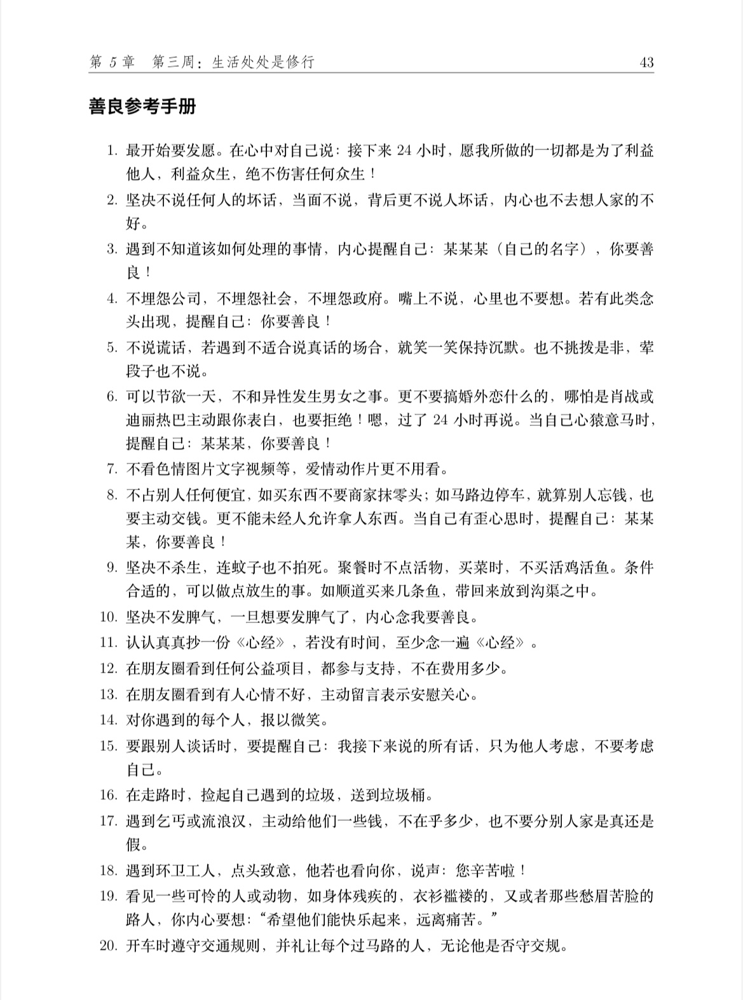 第 5 章　第三周：生活处处是修行 43
善良参考手册
1. 最开始要发愿。在心中对自己说：接下来 24 小时，愿我所做的一切都是为了利益
他人，利益众生，绝不伤害任何众生！
2. 坚决不说任何人的坏话，当面不说，背后更不说人坏话，内心也不去想人家的不
好。
3. 遇到不知道该如何处理的事情，内心提醒自己：某某某（自己的名字），你要善
良！
4. 不埋怨公司，不埋怨社会，不埋怨政府。嘴上不说，心里也不要想。若有此类念
头出现，提醒自己：你要善良！
5. 不说谎话，若遇到不适合说真话的场合，就笑一笑保持沉默。也不挑拨是非，荤
段子也不说。
6. 可以节欲一天，不和异性发生男女之事。更不要搞婚外恋什么的，哪怕是肖战或
迪丽热巴主动跟你表白，也要拒绝！嗯，过了 24 小时再说。当自己心猿意马时，
提醒自己：某某某，你要善良！
7. 不看色情图片文字视频等，爱情动作片更不用看。
8. 不占别人任何便宜，如买东西不要商家抹零头；如马路边停车，就算别人忘钱，也
要主动交钱。更不能未经人允许拿人东西。当自己有歪心思时，提醒自己：某某
某，你要善良！
9. 坚决不杀生，连蚊子也不拍死。聚餐时不点活物，买菜时，不买活鸡活鱼。条件
合适的，可以做点放生的事。如顺道买来几条鱼，带回来放到沟渠之中。
10. 坚决不发脾气，一旦想要发脾气了，内心念我要善良。
11. 认认真真抄一份《心经》，若没有时间，至少念一遍《心经》。
12. 在朋友圈看到任何公益项目，都参与支持，不在费用多少。
13. 在朋友圈看到有人心情不好，主动留言表示安慰关心。
14. 对你遇到的每个人，报以微笑。
15. 要跟别人谈话时，要提醒自己：我接下来说的所有话，只为他人考虑，不要考虑
自己。
16. 在走路时，捡起自己遇到的垃圾，送到垃圾桶。
17. 遇到乞丐或流浪汉，主动给他们一些钱，不在乎多少，也不要分别人家是真还是
假。
18. 遇到环卫工人，点头致意，他若也看向你，说声：您辛苦啦！
19. 看见一些可怜的人或动物，如身体残疾的，衣衫褴褛的，又或者那些愁眉苦脸的
路人，你内心要想：“希望他们能快乐起来，远离痛苦。”
20. 开车时遵守交通规则，并礼让每个过马路的人，无论他是否守交规。